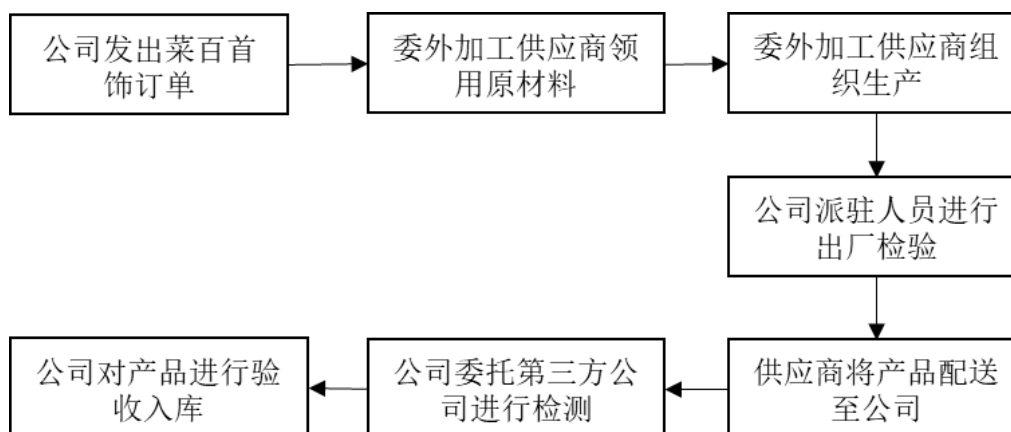 公司发出菜百首
饰订单
委外加工供应商领
用原材料
委外加工供应商组
织生产
公司派驻人员进行
出厂检验
供应商将产品配送
至公司
公司委托第三方公
司进行检测
公司对产品进行验
收入库